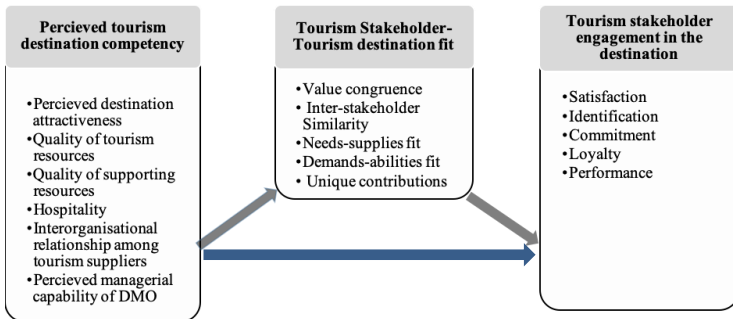 Percieved tourism
destination competency
•Percieved destination
attractiveness
•Quality of tourism
resources
•Quality of supporting
resources
•Hospitality
•Interorganisational
relationship among
tourism suppliers
•Percieved managerial
capability of DMO
Tourism Stakeholder-
Tourism destination fit
•Value congruence
• Inter-stakeholder
Similarity
•Needs-supplies fit
•Demands-abilities fit
• Unique contributions
Tourism stakeholder
engagement in the
destination
•Satisfaction
•Identification
•Commitment
•Loyalty
•Performance